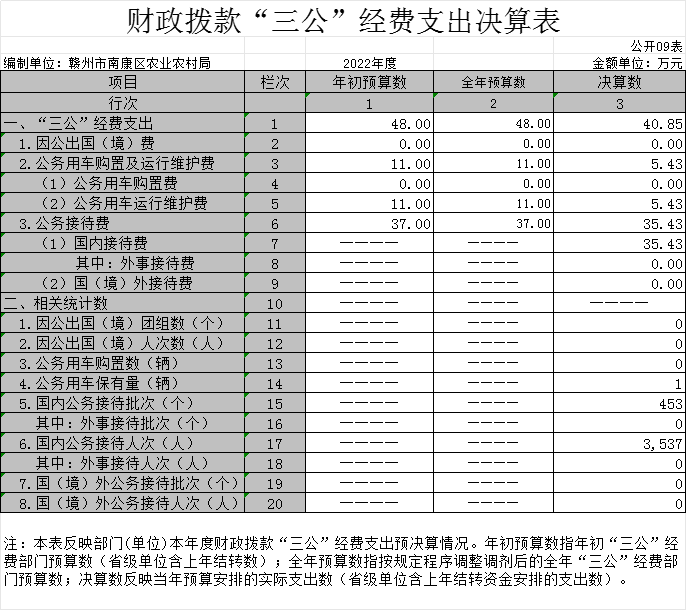 财政拨款“三公”经费支出决算表
公开09表
编制单位：赣州市南康区农业农村局 2022年度 金额单位：万元
项目 栏次 年初预算数 全年预算数 决算数
行次 1 2 3
一、“三公”经费支出 1 48.00 48.00 40.85
1.因公出国（境）费 2 0.00 0.00 0.00
2.公务用车购置及运行维护费 3 11.00 11.00 5.43
（1）公务用车购置费 4 0.00 0.00 0.00
（2）公务用车运行维护费 5 11.00 11.00 5.43
3.公务接待费 6 37.00 37.00 35.43
（1）国内接待费 7 ———— ———— 35.43
其中：外事接待费 8 ———— ———— 0.00
（2）国（境）外接待费 9 ———— ———— 0.00
二、相关统计数 10 ———— ———— ————
1.因公出国（境）团组数（个） 11 ———— ———— 0
2.因公出国（境）人次数（人） 12 ———— ———— 0
3.公务用车购置数（辆） 13 ———— ———— 0
4.公务用车保有量（辆） 14 ———— ———— 1
5.国内公务接待批次（个） 15 ———— ———— 453
其中：外事接待批次（个） 16 ———— ———— 0
6.国内公务接待人次（人） 17 ———— ———— 3,537
其中：外事接待人次（人） 18 ———— ———— 0
7.国（境）外公务接待批次（个） 19 ———— ———— 0
8.国（境）外公务接待人次（人） 20 ———— ———— 0
注：本表反映部门(单位)本年度财政拨款“三公”经费支出预决算情况。年初预算数指年初“三公”经
费部门预算数（省级单位含上年结转数）；全年预算数指按规定程序调整调剂后的全年“三公”经费部
门预算数；决算数反映当年预算安排的实际支出数（省级单位含上年结转资金安排的支出数）。